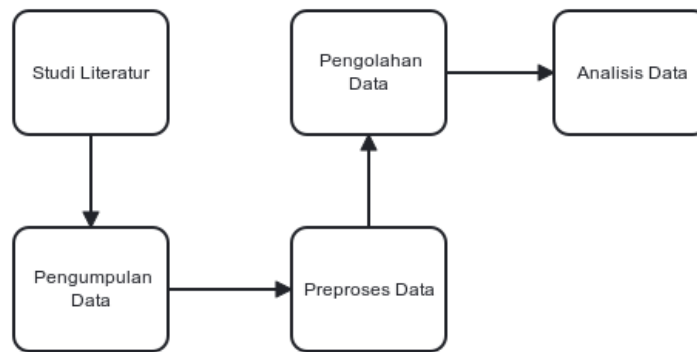 Studi Literatur
Pengumpulan
Data
Preproses Data
Pengolahan
Data
Analisis Data